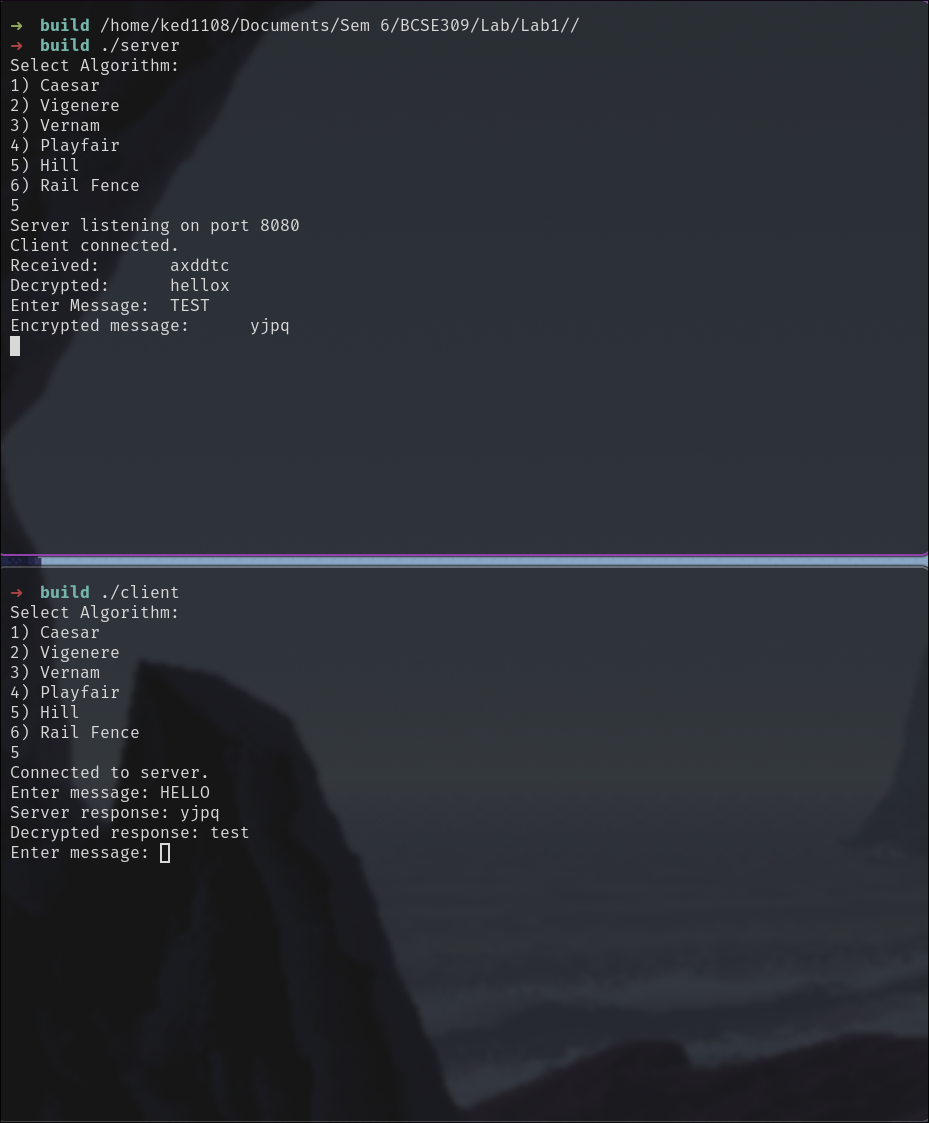 →  build /home/ked1108/Documents/Sem 6/BCSE309/Lab/Lab1//
→  build ./server
Select Algorithm:
1) Caesar
2) Vigenere
3) Vernam
4) Playfair
5) Hill
6) Rail Fence
5
Server listening on port 8080
Client connected.
Received:       axddtc
Decrypted:      hellox
Enter Message:  TEST
Encrypted message:      yjpq
→  build ./client
Select Algorithm:
1) Caesar
2) Vigenere
3) Vernam
4) Playfair
5) Hill
6) Rail Fence
5
Connected to server.
Enter message: HELLO
Server response: yjpq
Decrypted response: test
Enter message: